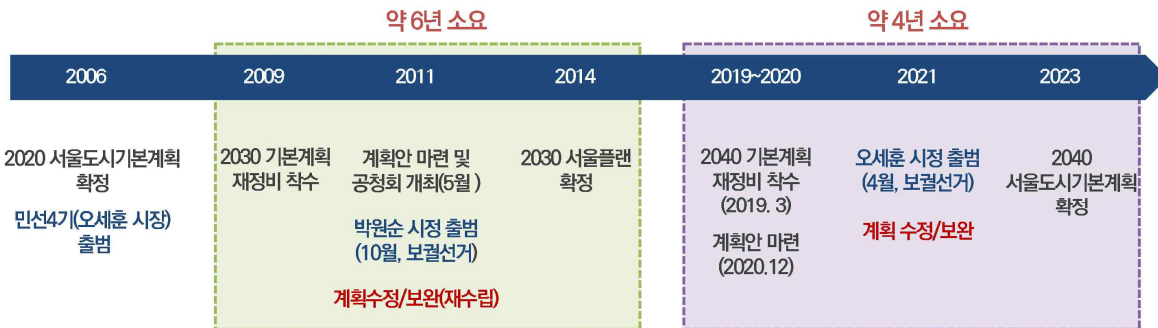 약 6년 소요
약 4년 소요
2006
2009
2011
2014
2019~2020
2021
2023
2020 서울도시기본계획
확정
민선4기(오세훈 시장)
출범
2030 기본계획
재정비 착수
계획안 마련 및
공청회 개최(5월 )
박원순 시정 출범
(10월, 보궐선거)
계획수정/보완(재수립)
2030 서울플랜
확정
2040 기본계획
재정비 착수
(2019. 3)
계획안 마련
(2020.12)
오세훈 시정 출범
(4월, 보궐선거)
계획 수정/보완
2040
서울도시기본계획
확정